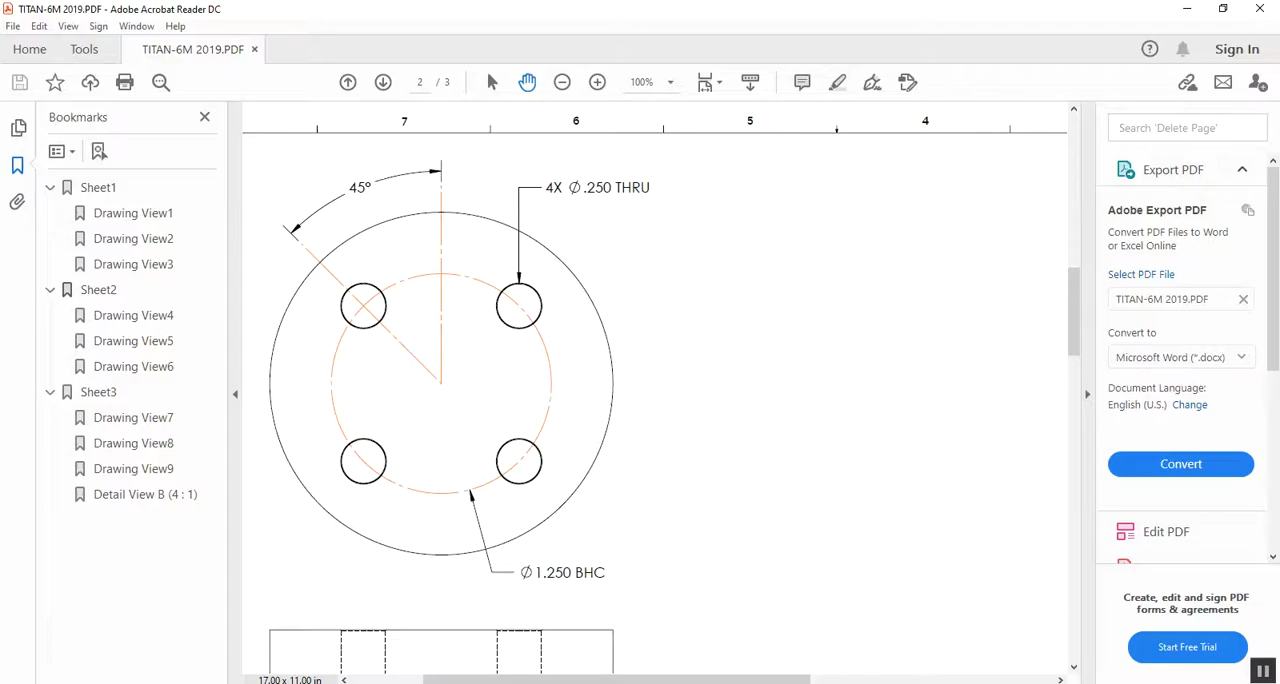 TITAN-6M 2019.PDF - Adobe Acrobat Reader DC
File Edit View Sign Window Help
Home Tools TITAN-6M 2019.PDF × Sign In
2 / 3 100%
Bookmarks
Sheet1
Drawing View1
Drawing View2
Drawing View3
Sheet2
Drawing View4
Drawing View5
Drawing View6
Sheet3
Drawing View7
Drawing View8
Drawing View9
Detail View B (4 : 1)
7 6 5 4
45°
4X Ø.250 THRU
Ø1.250 BHC
17.00 x 11.00 in
Search 'Delete Page'
Export PDF
Adobe Export PDF
Convert PDF Files to Word
or Excel Online
Select PDF File
TITAN-6M 2019.PDF
Convert to
Microsoft Word (*.docx)
Document Language:
English (U.S.) Change
Convert
Edit PDF
Create, edit and sign PDF
forms & agreements
Start Free Trial